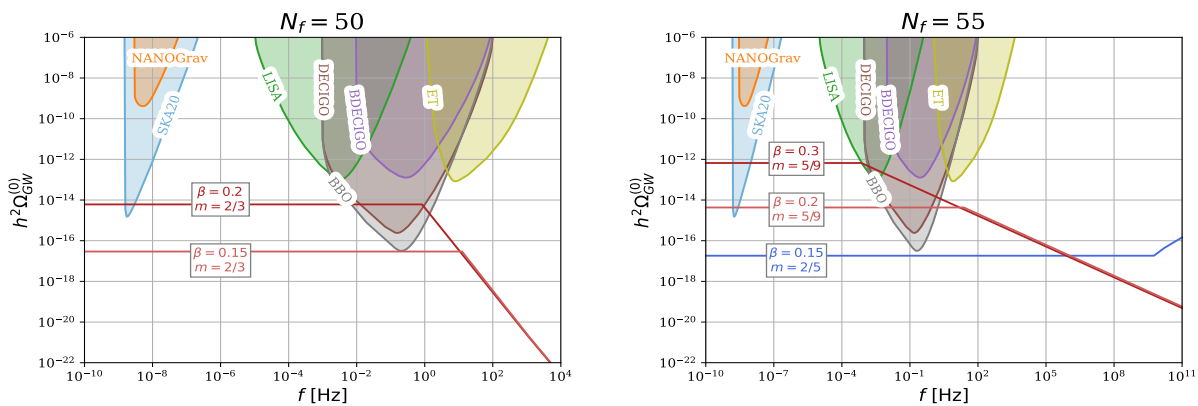 N_f = 50
10^−6
10^−8
10^−10
10^−12
10^−14
10^−16
10^−18
10^−20
10^−22
h²Ω_GW^(0)
NANOGrav
SKA20
LISA
DECIGO
BDECIGO
ET
BBO
β = 0.2
m = 2/3
β = 0.15
m = 2/3
10^−10
10^−8
10^−6
10^−4
10^−2
10^0
10^2
10^4
f [Hz]
N_f = 55
10^−6
10^−8
10^−10
10^−12
10^−14
10^−16
10^−18
10^−20
10^−22
h²Ω_GW^(0)
NANOGrav
SKA20
LISA
DECIGO
BDECIGO
ET
BBO
β = 0.3
m = 5/9
β = 0.2
m = 5/9
β = 0.15
m = 2/5
10^−10
10^−7
10^−4
10^−1
10^2
10^5
10^8
10^11
f [Hz]